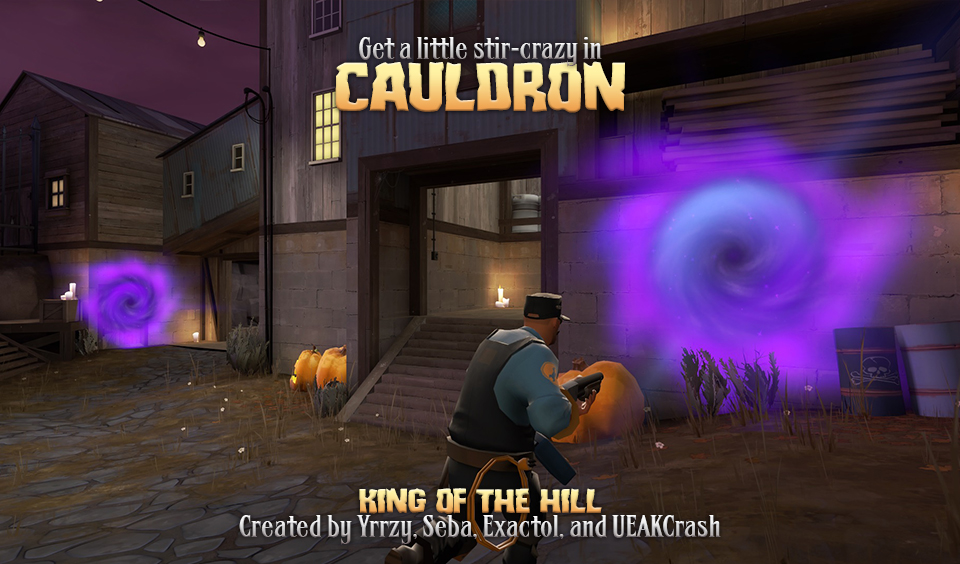 Get a little stir-crazy in
CAULDRON
KING OF THE HILL
Created by Yrrzy, Seba, Exactol, and UEAKCrash